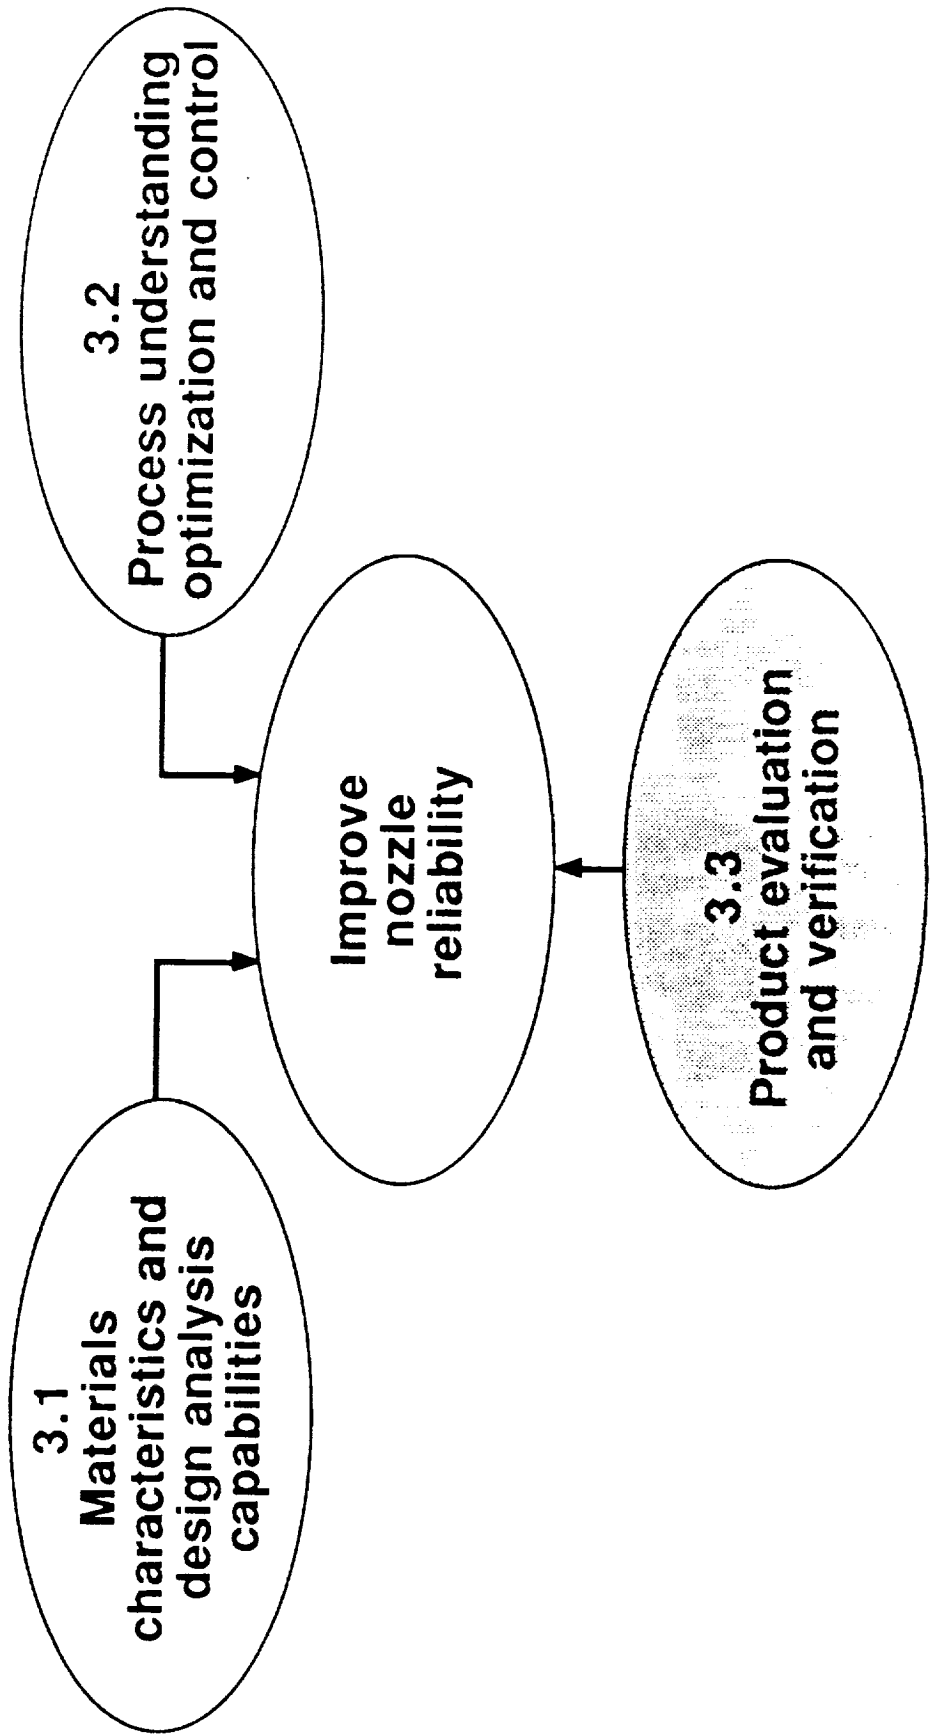 3.1
Materials
characteristics and
design analysis
capabilities
3.2
Process understanding
optimization and control
Improve
nozzle
reliability
3.3
Product evaluation
and verification